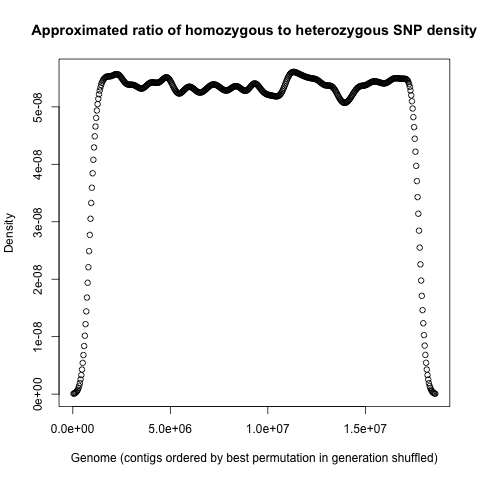 Approximated ratio of homozygous to heterozygous SNP density
Density
5e-08
4e-08
3e-08
2e-08
1e-08
0e+00
0.0e+00 5.0e+06 1.0e+07 1.5e+07
Genome (contigs ordered by best permutation in generation shuffled)